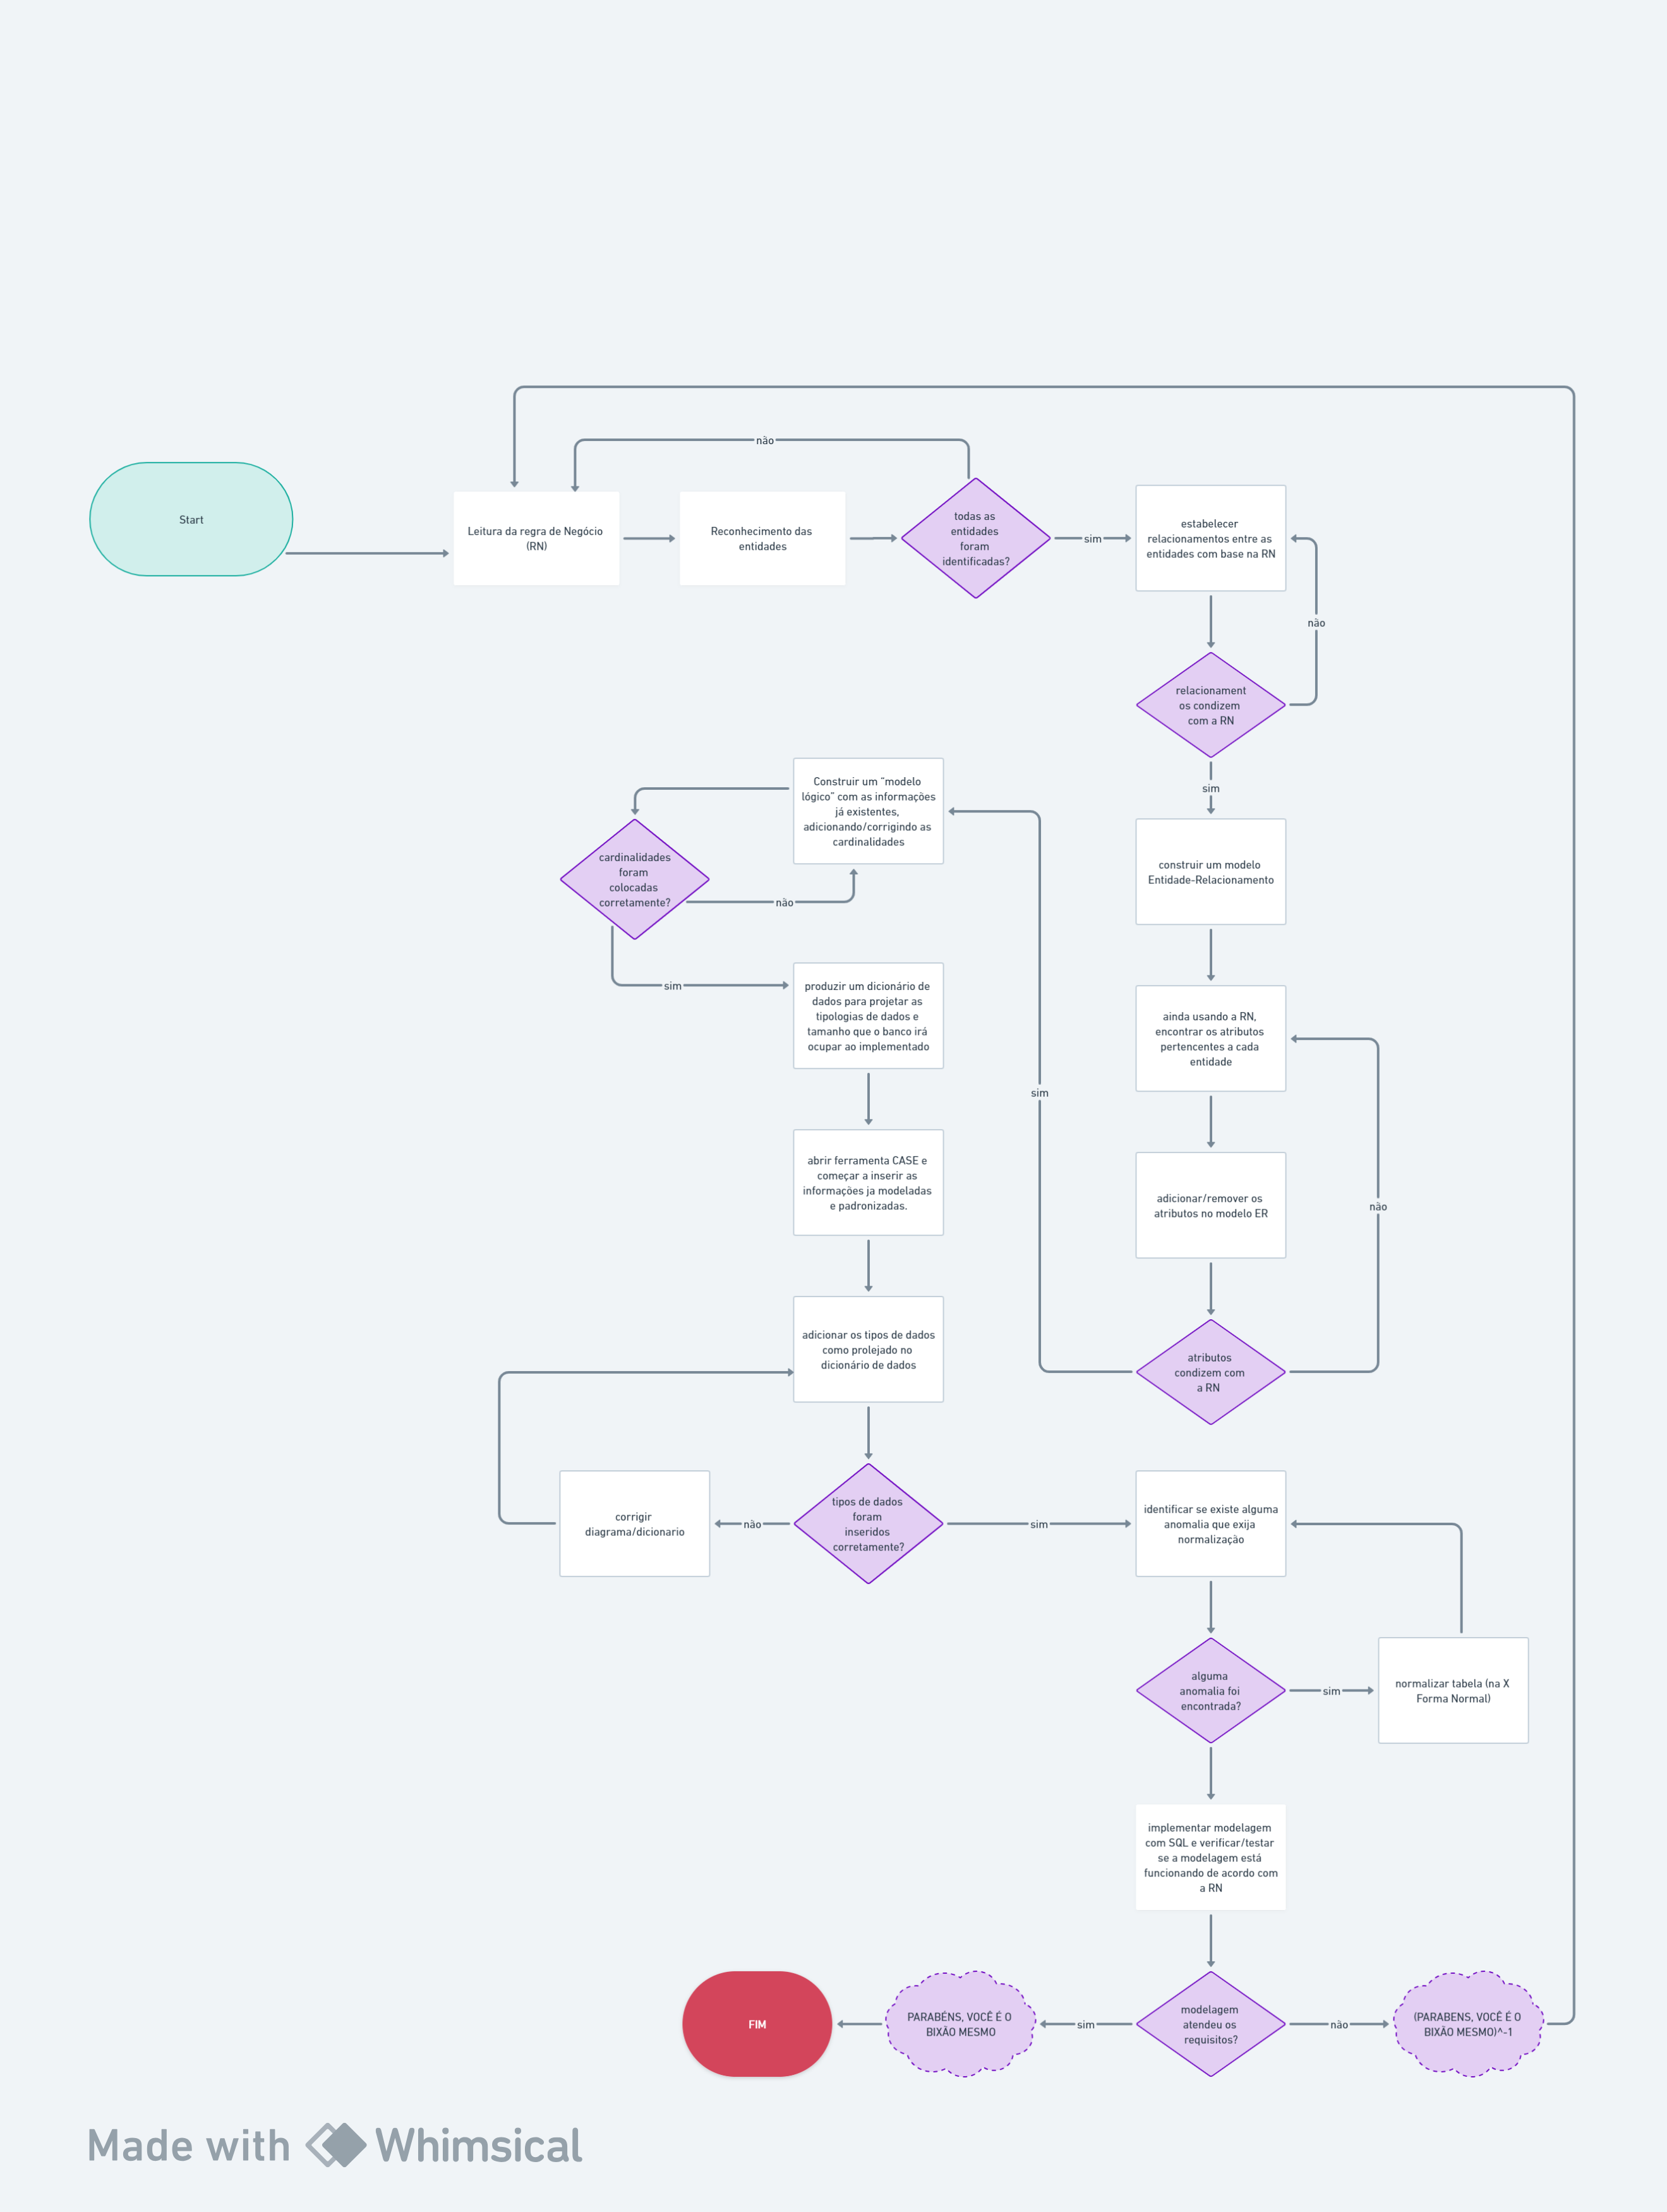 não
Start
Leitura da regra de Negócio
(RN)
Reconhecimento das
entidades
todas as
entidades
foram
identificadas?
sim
estabelecer
relacionamentos entre as
entidades com base na RN
não
relacionament
os condizem
com a RN
sim
construir um modelo
Entidade-Relacionamento
ainda usando a RN,
encontrar os atributos
pertencentes a cada
entidade
adicionar/remover os
atributos no modelo ER
não
atributos
condizem com
a RN
sim
Construir um "modelo
lógico" com as informações
já existentes,
adicionando/corrigindo as
cardinalidades
cardinalidades
foram
colocadas
corretamente?
não
sim
produzir um dicionário de
dados para projetar as
tipologias de dados e
tamanho que o banco irá
ocupar ao implementado
abrir ferramenta CASE e
começar a inserir as
informações ja modeladas
e padronizadas.
adicionar os tipos de dados
como prolejado no
dicionário de dados
tipos de dados
foram
inseridos
corretamente?
não
corrigir
diagrama/dicionario
sim
identificar se existe alguma
anomalia que exija
normalização
alguma
anomalia foi
encontrada?
sim
normalizar tabela (na X
Forma Normal)
implementar modelagem
com SQL e verificar/testar
se a modelagem está
funcionando de acordo com
a RN
modelagem
atendeu os
requisitos?
sim
PARABÉNS, VOCÊ É O
BIXÃO MESMO
FIM
não
(PARABENS, VOCÊ É O
BIXÃO MESMO)^-1
Made with Whimsical